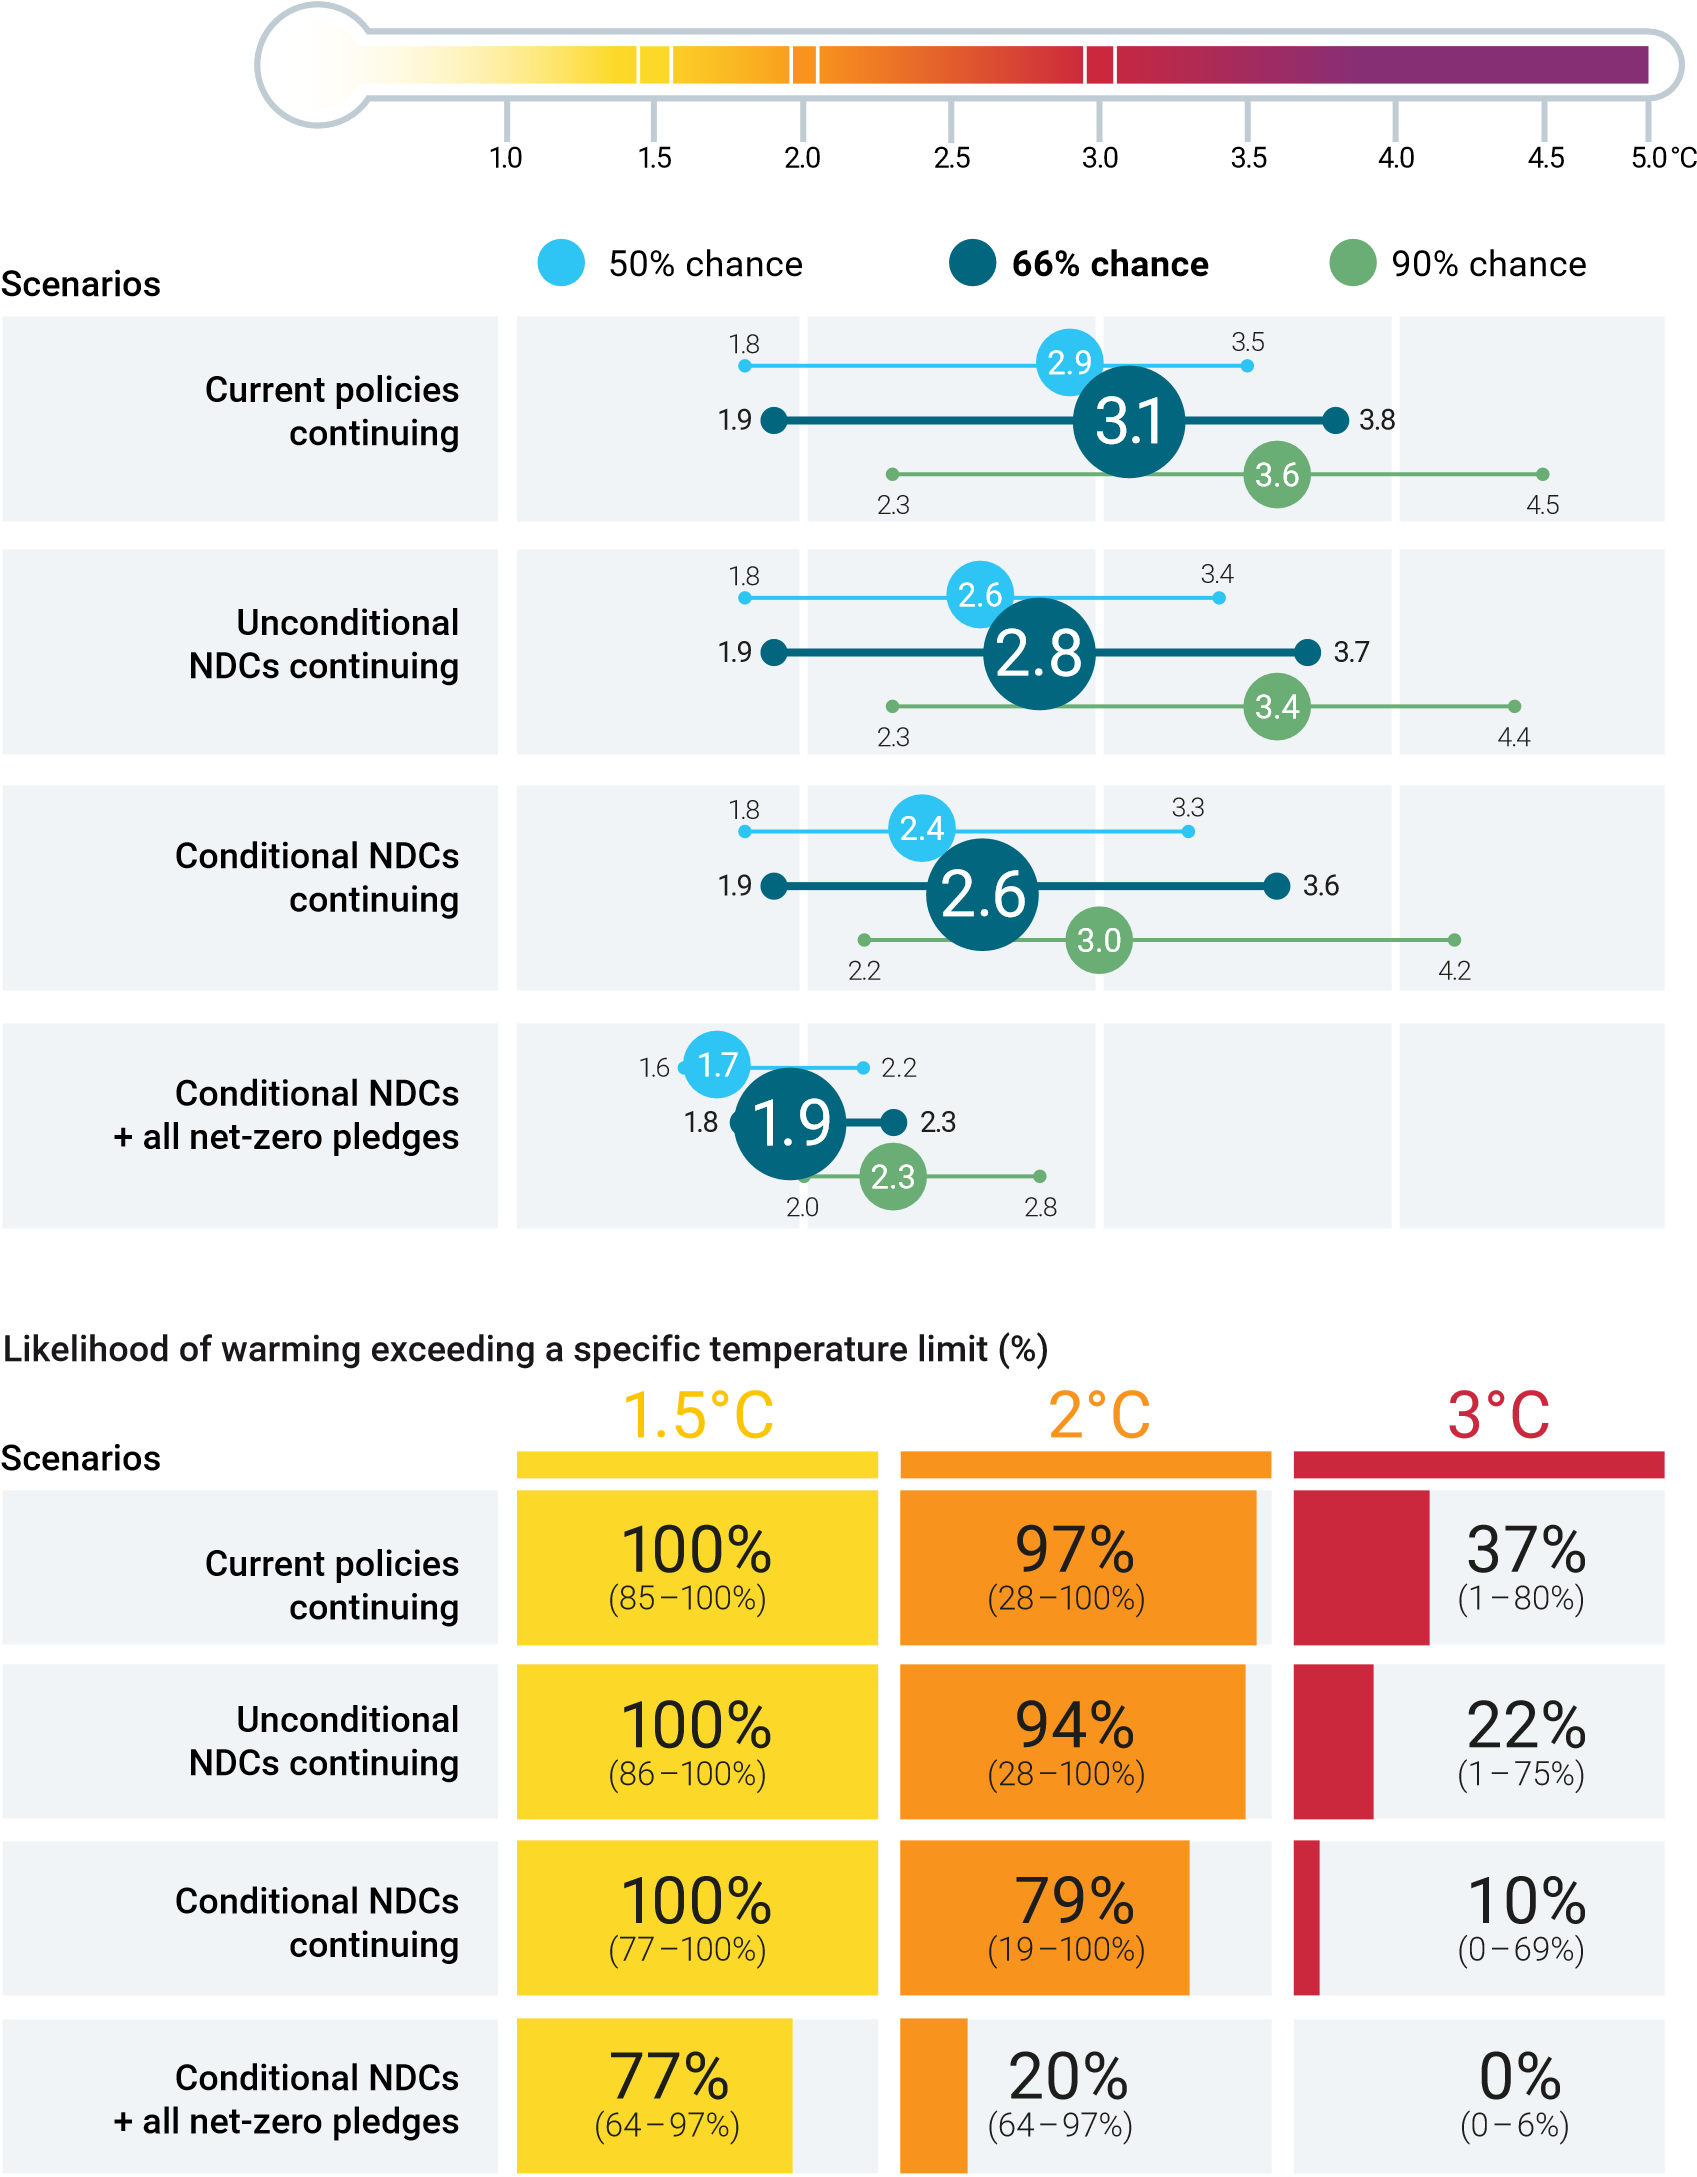 1.0 1.5 2.0 2.5 3.0 3.5 4.0 4.5 5.0 °C
Scenarios 50% chance 66% chance 90% chance
Current policies
continuing
1.8 2.9 3.5
1.9 3.1 3.8
2.3 3.6 4.5
Unconditional
NDCs continuing
1.8 2.6 3.4
1.9 2.8 3.7
2.3 3.4 4.4
Conditional NDCs
continuing
1.8 2.4 3.3
1.9 2.6 3.6
2.2 3.0 4.2
Conditional NDCs
+ all net-zero pledges
1.6 1.7 2.2
1.8 1.9 2.3
2.0 2.3 2.8
Likelihood of warming exceeding a specific temperature limit (%)
Scenarios 1.5°C 2°C 3°C
Current policies
continuing
100% 97% 37%
(85–100%) (28–100%) (1–80%)
Unconditional
NDCs continuing
100% 94% 22%
(86–100%) (28–100%) (1–75%)
Conditional NDCs
continuing
100% 79% 10%
(77–100%) (19–100%) (0–69%)
Conditional NDCs
+ all net-zero pledges
77% 20% 0%
(64–97%) (64–97%) (0–6%)